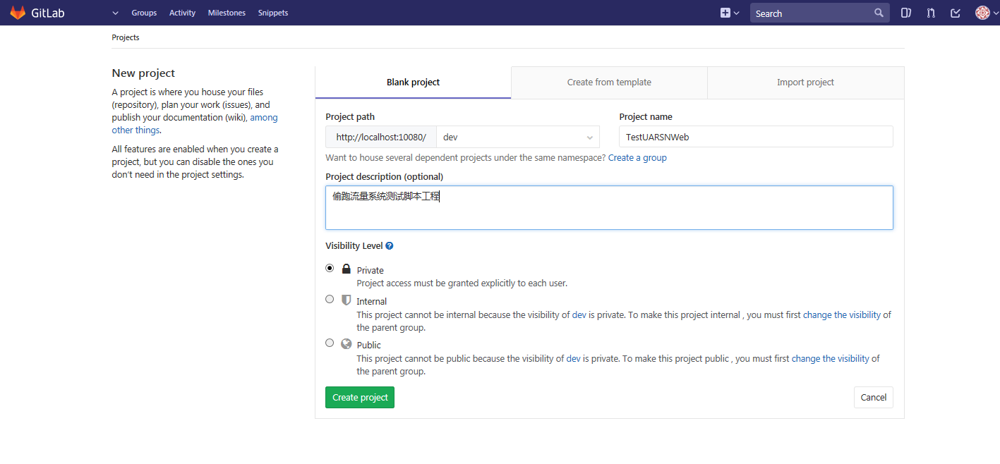 GitLab
Groups Activity Milestones Snippets
Search
Projects
New project
A project is where you house your files
(repository), plan your work (issues), and
publish your documentation (wiki), among
other things.
All features are enabled when you create a
project, but you can disable the ones you
don't need in the project settings.
Blank project
Create from template
Import project
Project path
Project name
http://localhost:10080/
dev
TestUARSNWeb
Want to house several dependent projects under the same namespace? Create a group
Project description (optional)
偷跑流量系统测试脚本工程
Visibility Level
Private
Project access must be granted explicitly to each user.
Internal
This project cannot be internal because the visibility of dev is private. To make this project internal , you must first change the visibility of
the parent group.
Public
This project cannot be public because the visibility of dev is private. To make this project public , you must first change the visibility of
the parent group.
Create project
Cancel